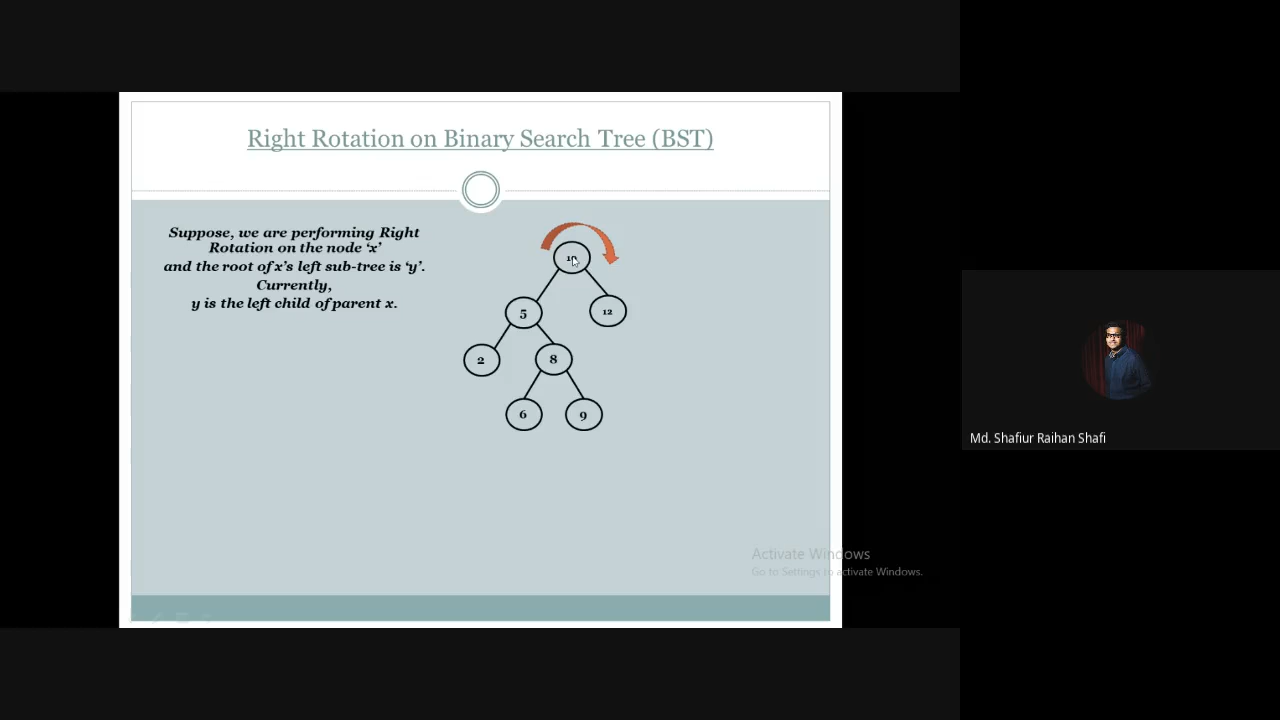 Right Rotation on Binary Search Tree (BST)
Suppose, we are performing Right
Rotation on the node ‘x’
and the root of x’s left sub-tree is ‘y’.
Currently,
y is the left child of parent x.
5
12
2
8
6
9
Md. Shafiur Raihan Shafi
Activate Windows
Go to Settings to activate Windows.